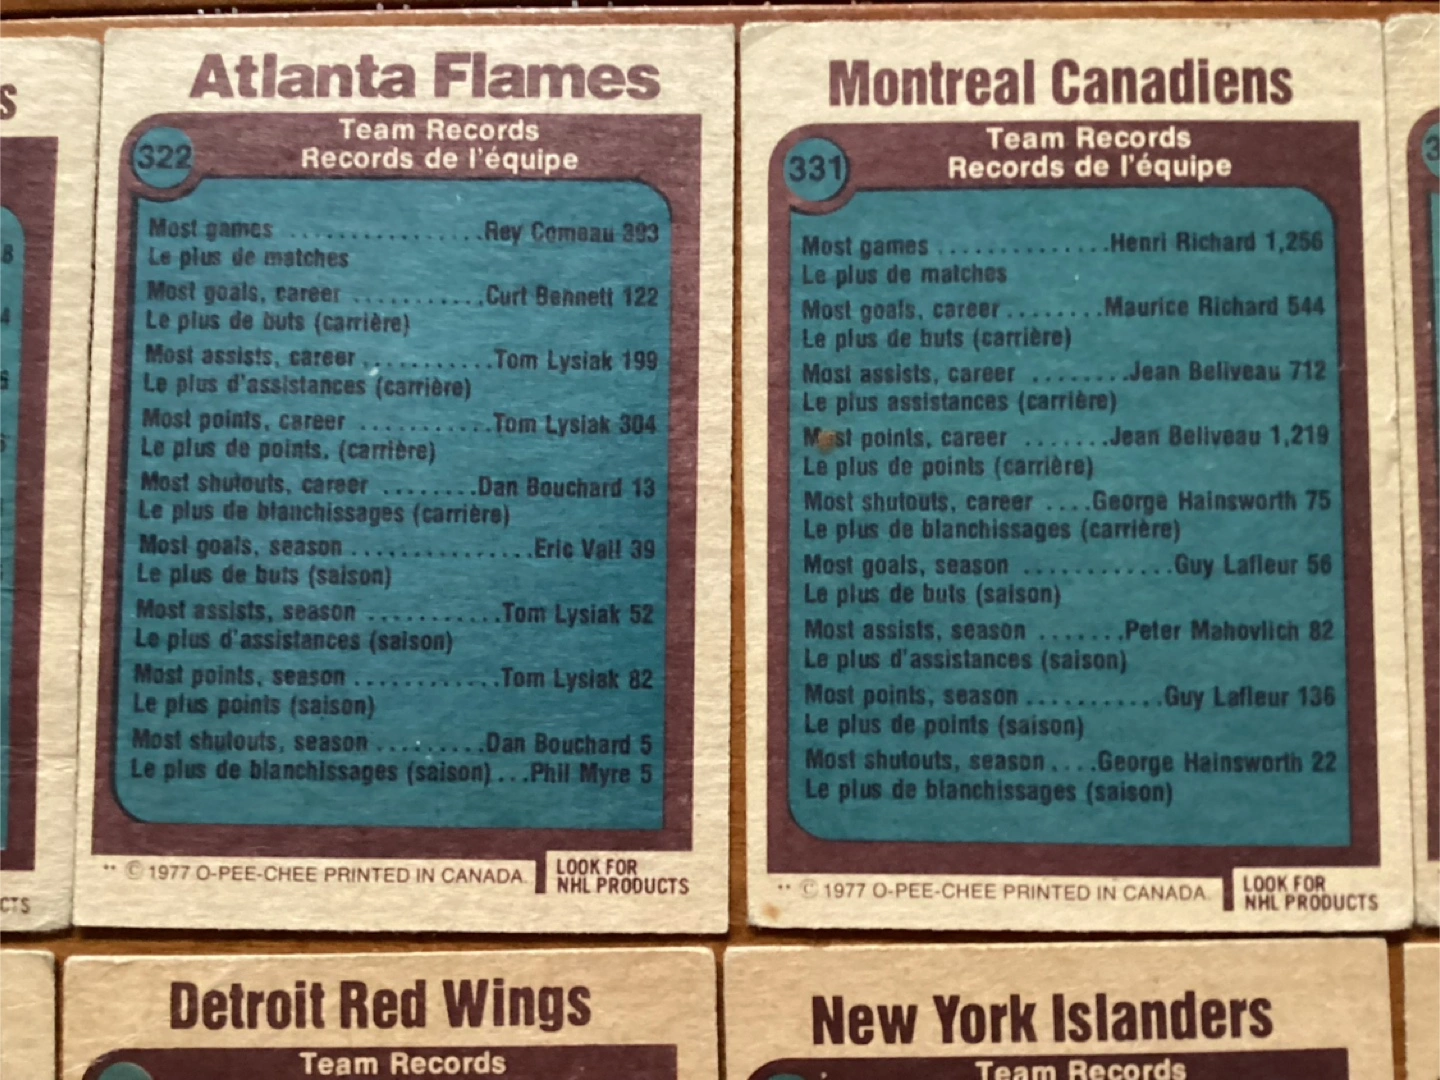 Atlanta Flames
322
Team Records
Records de l'équipe
Most games ................Rey Comeau 393
Le plus de matches
Most goals, career ...........Curt Bennett 122
Le plus de buts (carrière)
Most assists, career ..........Tom Lysiak 199
Le plus d'assistances (carrière)
Most points, career ...........Tom Lysiak 304
Le plus de points, (carrière)
Most shutouts, career ........Dan Bouchard 13
Le plus de blanchissages (carrière)
Most goals, season ...............Eric Vail 39
Le plus de buts (saison)
Most assists, season ...........Tom Lysiak 52
Le plus d'assistances (saison)
Most points, season ............Tom Lysiak 82
Le plus points (saison)
Most shutouts, season .........Dan Bouchard 5
Le plus de blanchissages (saison)...Phil Myre 5
** © 1977 O-PEE-CHEE PRINTED IN CANADA.
LOOK FOR
NHL PRODUCTS
Montreal Canadiens
331
Team Records
Records de l'équipe
Most games ..............Henri Richard 1,256
Le plus de matches
Most goals, career ........Maurice Richard 544
Le plus de buts (carrière)
Most assists, career ........Jean Beliveau 712
Le plus assistances (carrière)
Most points, career .......Jean Beliveau 1,219
Le plus de points (carrière)
Most shutouts, career ....George Hainsworth 75
Le plus de blanchissages (carrière)
Most goals, season ............Guy Lafleur 56
Le plus de buts (saison)
Most assists, season .......Peter Mahovlich 82
Le plus d'assistances (saison)
Most points, season ...........Guy Lafleur 136
Le plus de points (saison)
Most shutouts, season ....George Hainsworth 22
Le plus de blanchissages (saison)
** © 1977 O-PEE-CHEE PRINTED IN CANADA.
LOOK FOR
NHL PRODUCTS
Detroit Red Wings
Team Records
New York Islanders
Team Records